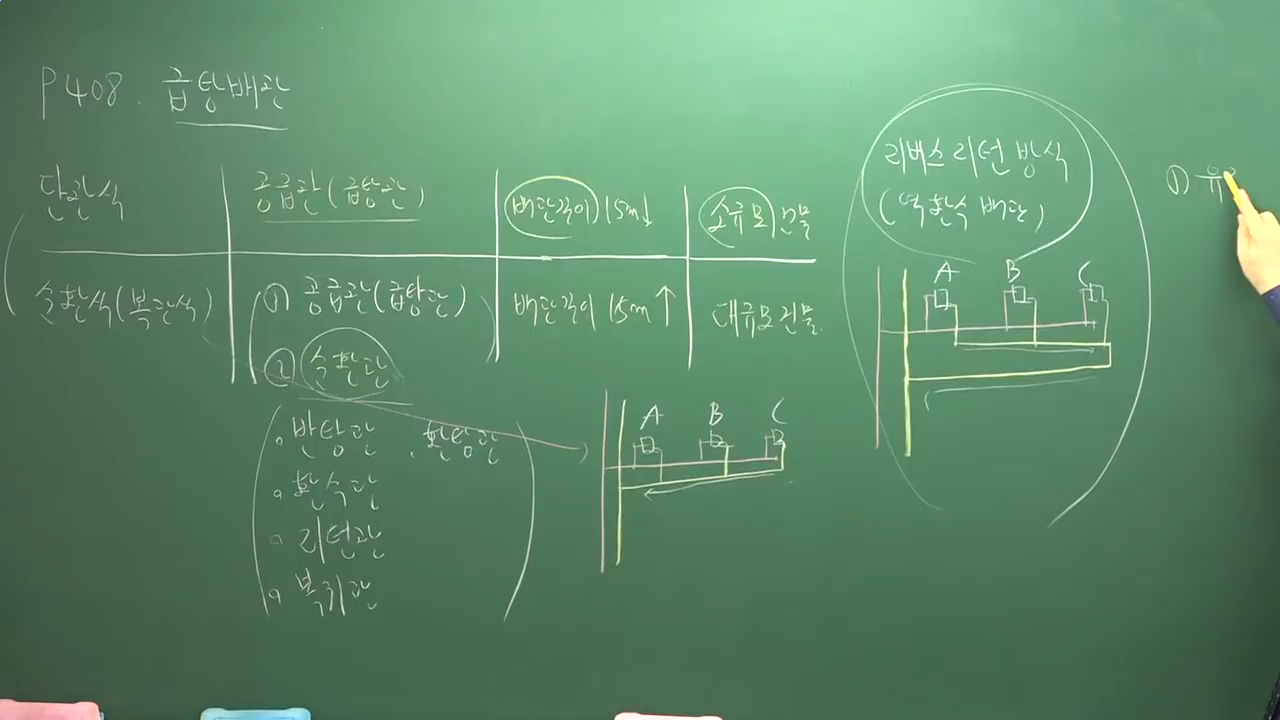 P408. 급탕배관
단관식 공급관(급탕관) 배관길이 15m↓ 소규모 건물
순환식(복관식) ① 공급관(급탕관) 배관길이 15m↑ 대규모건물.
② 순환관
· 반탕관 · 환탕관
· 환수관
· 리턴관
· 복귀관
A B C
리버스리턴 방식
(역환식 배관)
A B C
① 유